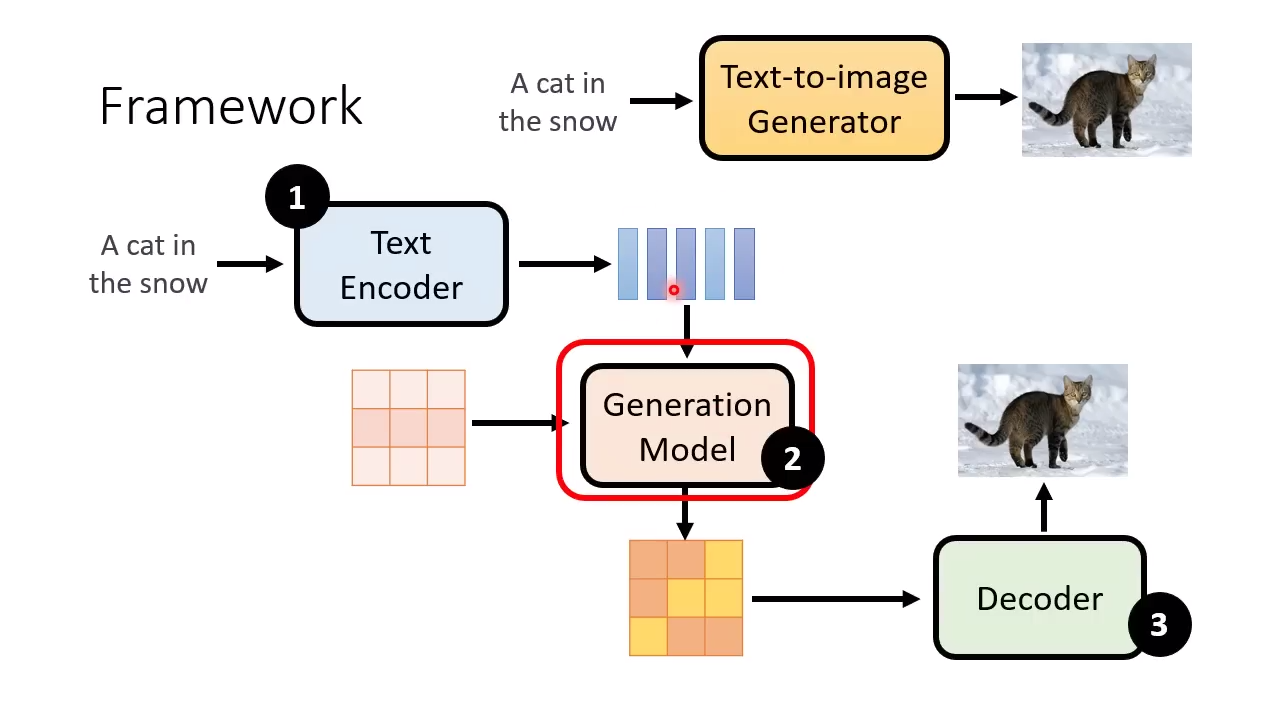 Framework
A cat in
the snow
Text-to-image
Generator
1
A cat in
the snow
Text
Encoder
Generation
Model
2
Decoder
3